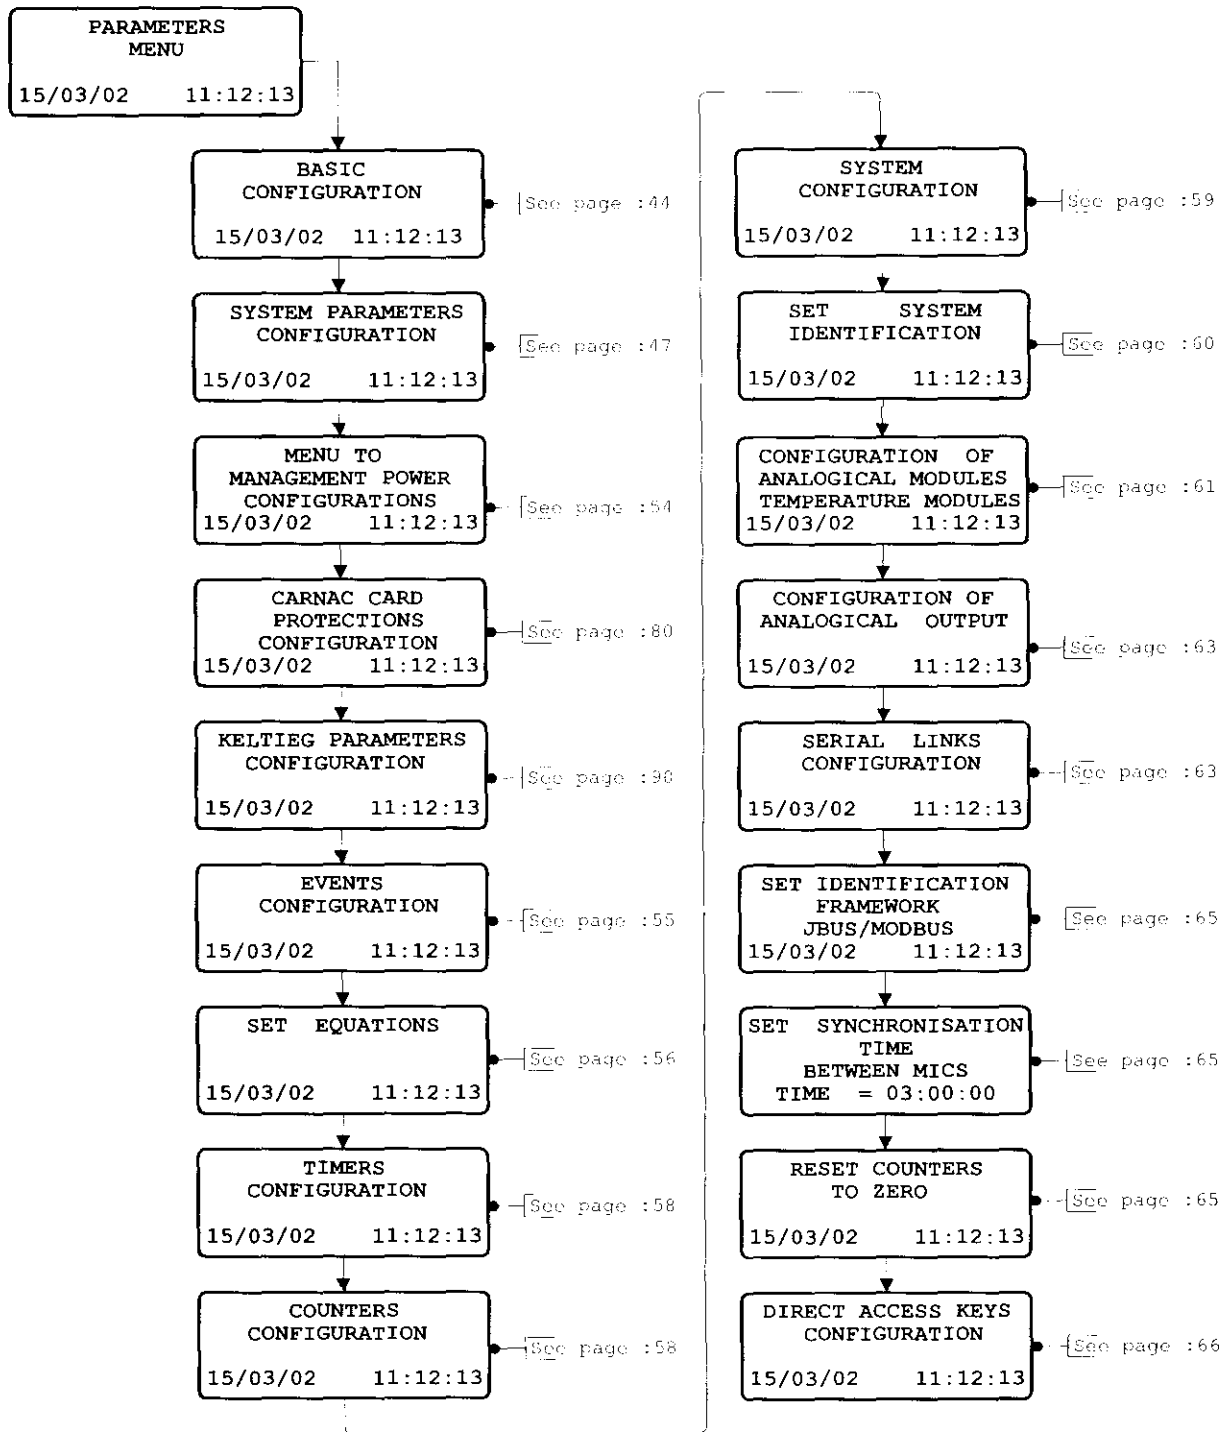 PARAMETERS
MENU
15/03/02 11:12:13
BASIC
CONFIGURATION
15/03/02 11:12:13
See page :44
SYSTEM PARAMETERS
CONFIGURATION
15/03/02 11:12:13
See page :47
MENU TO
MANAGEMENT POWER
CONFIGURATIONS
15/03/02 11:12:13
See page :54
CARNAC CARD
PROTECTIONS
CONFIGURATION
15/03/02 11:12:13
See page :80
KELTIEG PARAMETERS
CONFIGURATION
15/03/02 11:12:13
See page :90
EVENTS
CONFIGURATION
15/03/02 11:12:13
See page :55
SET EQUATIONS
15/03/02 11:12:13
See page :56
TIMERS
CONFIGURATION
15/03/02 11:12:13
See page :58
COUNTERS
CONFIGURATION
15/03/02 11:12:13
See page :58
SYSTEM
CONFIGURATION
15/03/02 11:12:13
See page :59
SET SYSTEM
IDENTIFICATION
15/03/02 11:12:13
See page :60
CONFIGURATION OF
ANALOGICAL MODULES
TEMPERATURE MODULES
15/03/02 11:12:13
See page :61
CONFIGURATION OF
ANALOGICAL OUTPUT
15/03/02 11:12:13
See page :63
SERIAL LINKS
CONFIGURATION
15/03/02 11:12:13
See page :63
SET IDENTIFICATION
FRAMEWORK
JBUS/MODBUS
15/03/02 11:12:13
See page :65
SET SYNCHRONISATION
TIME
BETWEEN MICS
TIME = 03:00:00
See page :65
RESET COUNTERS
TO ZERO
15/03/02 11:12:13
See page :65
DIRECT ACCESS KEYS
CONFIGURATION
15/03/02 11:12:13
See page :66